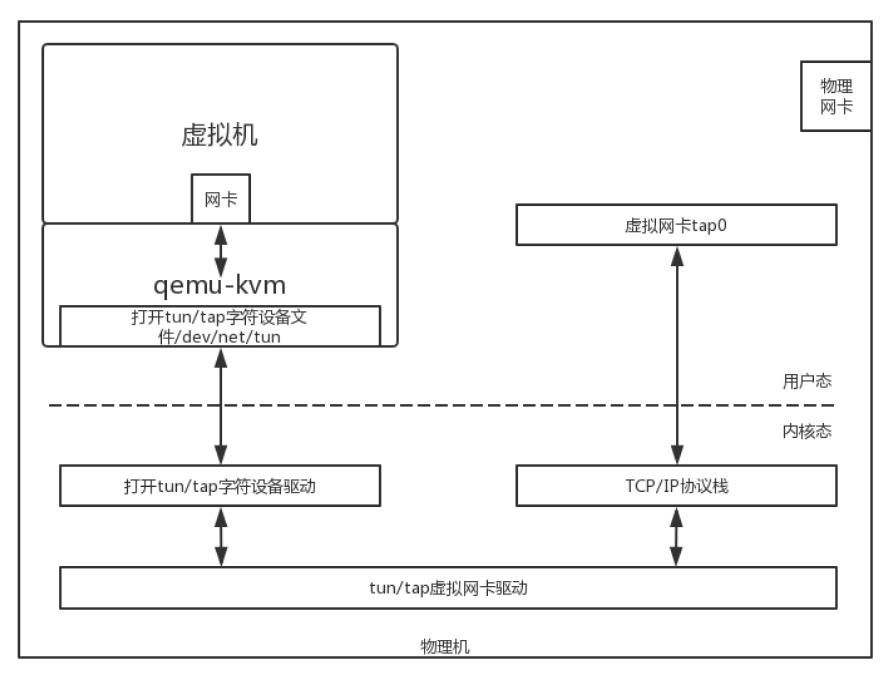 物理
网卡
虚拟机
网卡
虚拟网卡tap0
qemu-kvm
打开tun/tap字符设备文
件/dev/net/tun
用户态
内核态
打开tun/tap字符设备驱动
TCP/IP协议栈
tun/tap虚拟网卡驱动
物理机